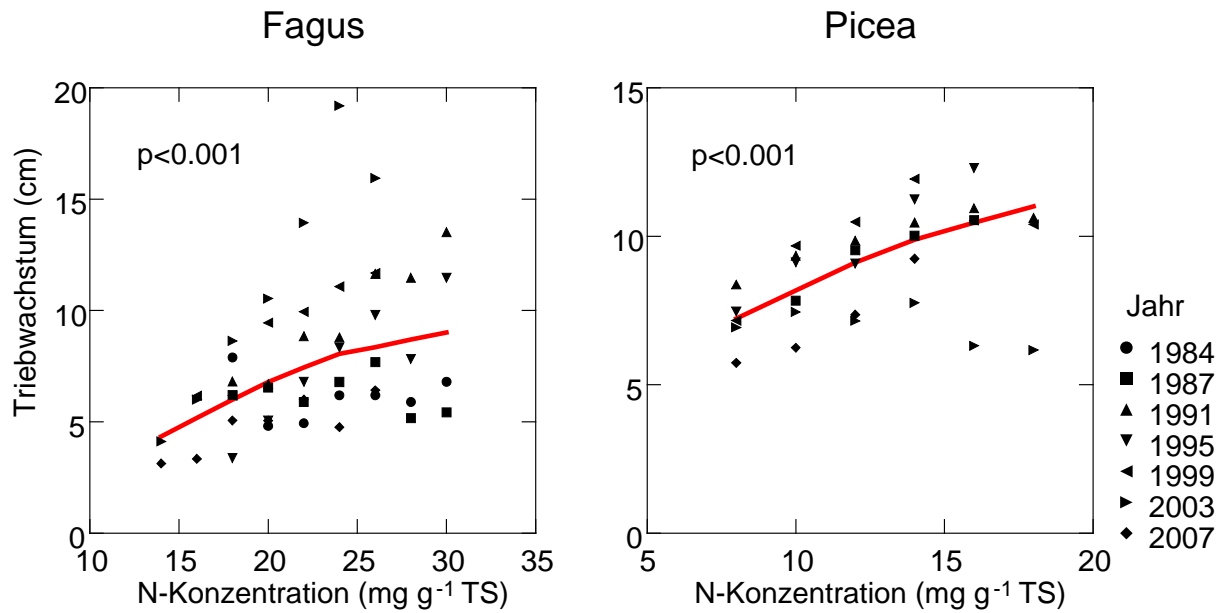 Fagus
Picea
Triebwachstum (cm)
20
15
10
5
0
p<0.001
10 15 20 25 30 35
N-Konzentration (mg g⁻¹ TS)
15
10
5
0
p<0.001
5 10 15 20
N-Konzentration (mg g⁻¹ TS)
Jahr
1984
1987
1991
1995
1999
2003
2007